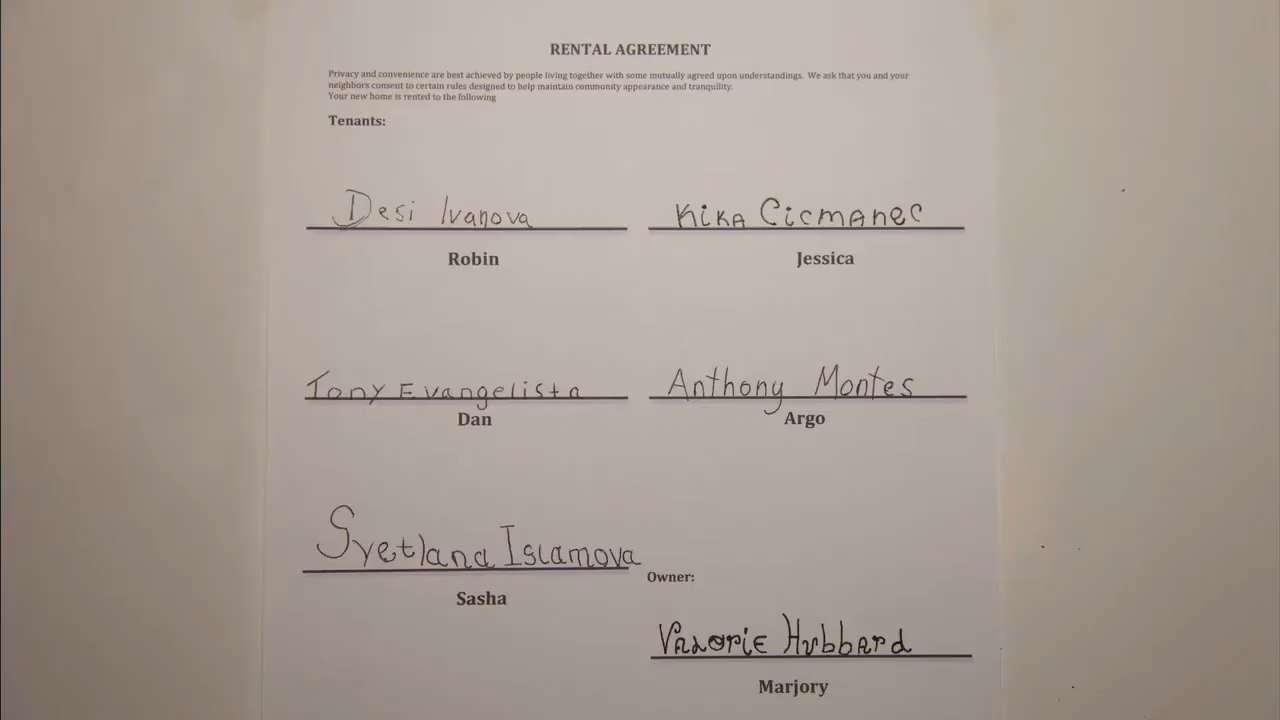 RENTAL AGREEMENT
Privacy and convenience are best achieved by people living together with some mutually agreed upon understandings. We ask that you and your
neighbors consent to certain rules designed to help maintain community appearance and tranquility.
Your new home is rented to the following
Tenants:
Desi Ivanova
Kika Cicmanec
Robin
Jessica
Tony Evangelista
Anthony Montes
Dan
Argo
Svetlana Islamova
Owner:
Sasha
Valorie Hubbard
Marjory